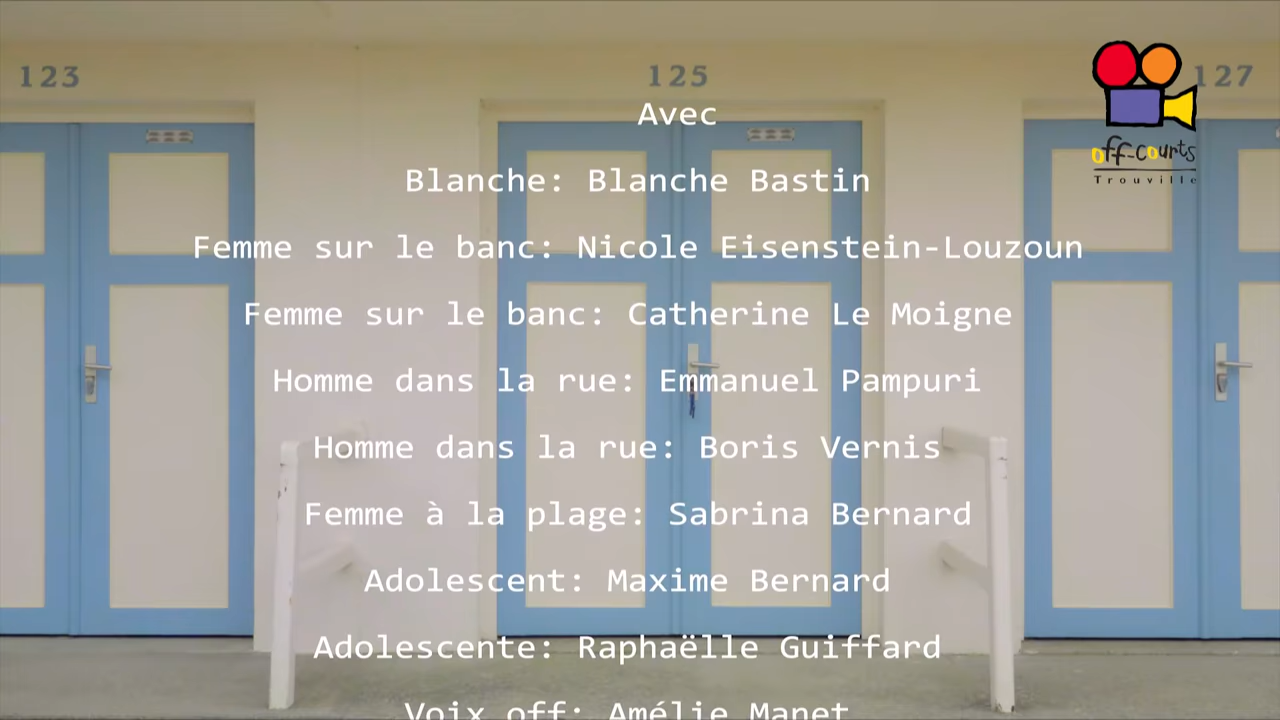 123
125
127
off-courts
Trouville
Avec
Blanche: Blanche Bastin
Femme sur le banc: Nicole Eisenstein-Louzoun
Femme sur le banc: Catherine Le Moigne
Homme dans la rue: Emmanuel Pampuri
Homme dans la rue: Boris Vernis
Femme à la plage: Sabrina Bernard
Adolescent: Maxime Bernard
Adolescente: Raphaëlle Guiffard
Voix off: Amélie Manet